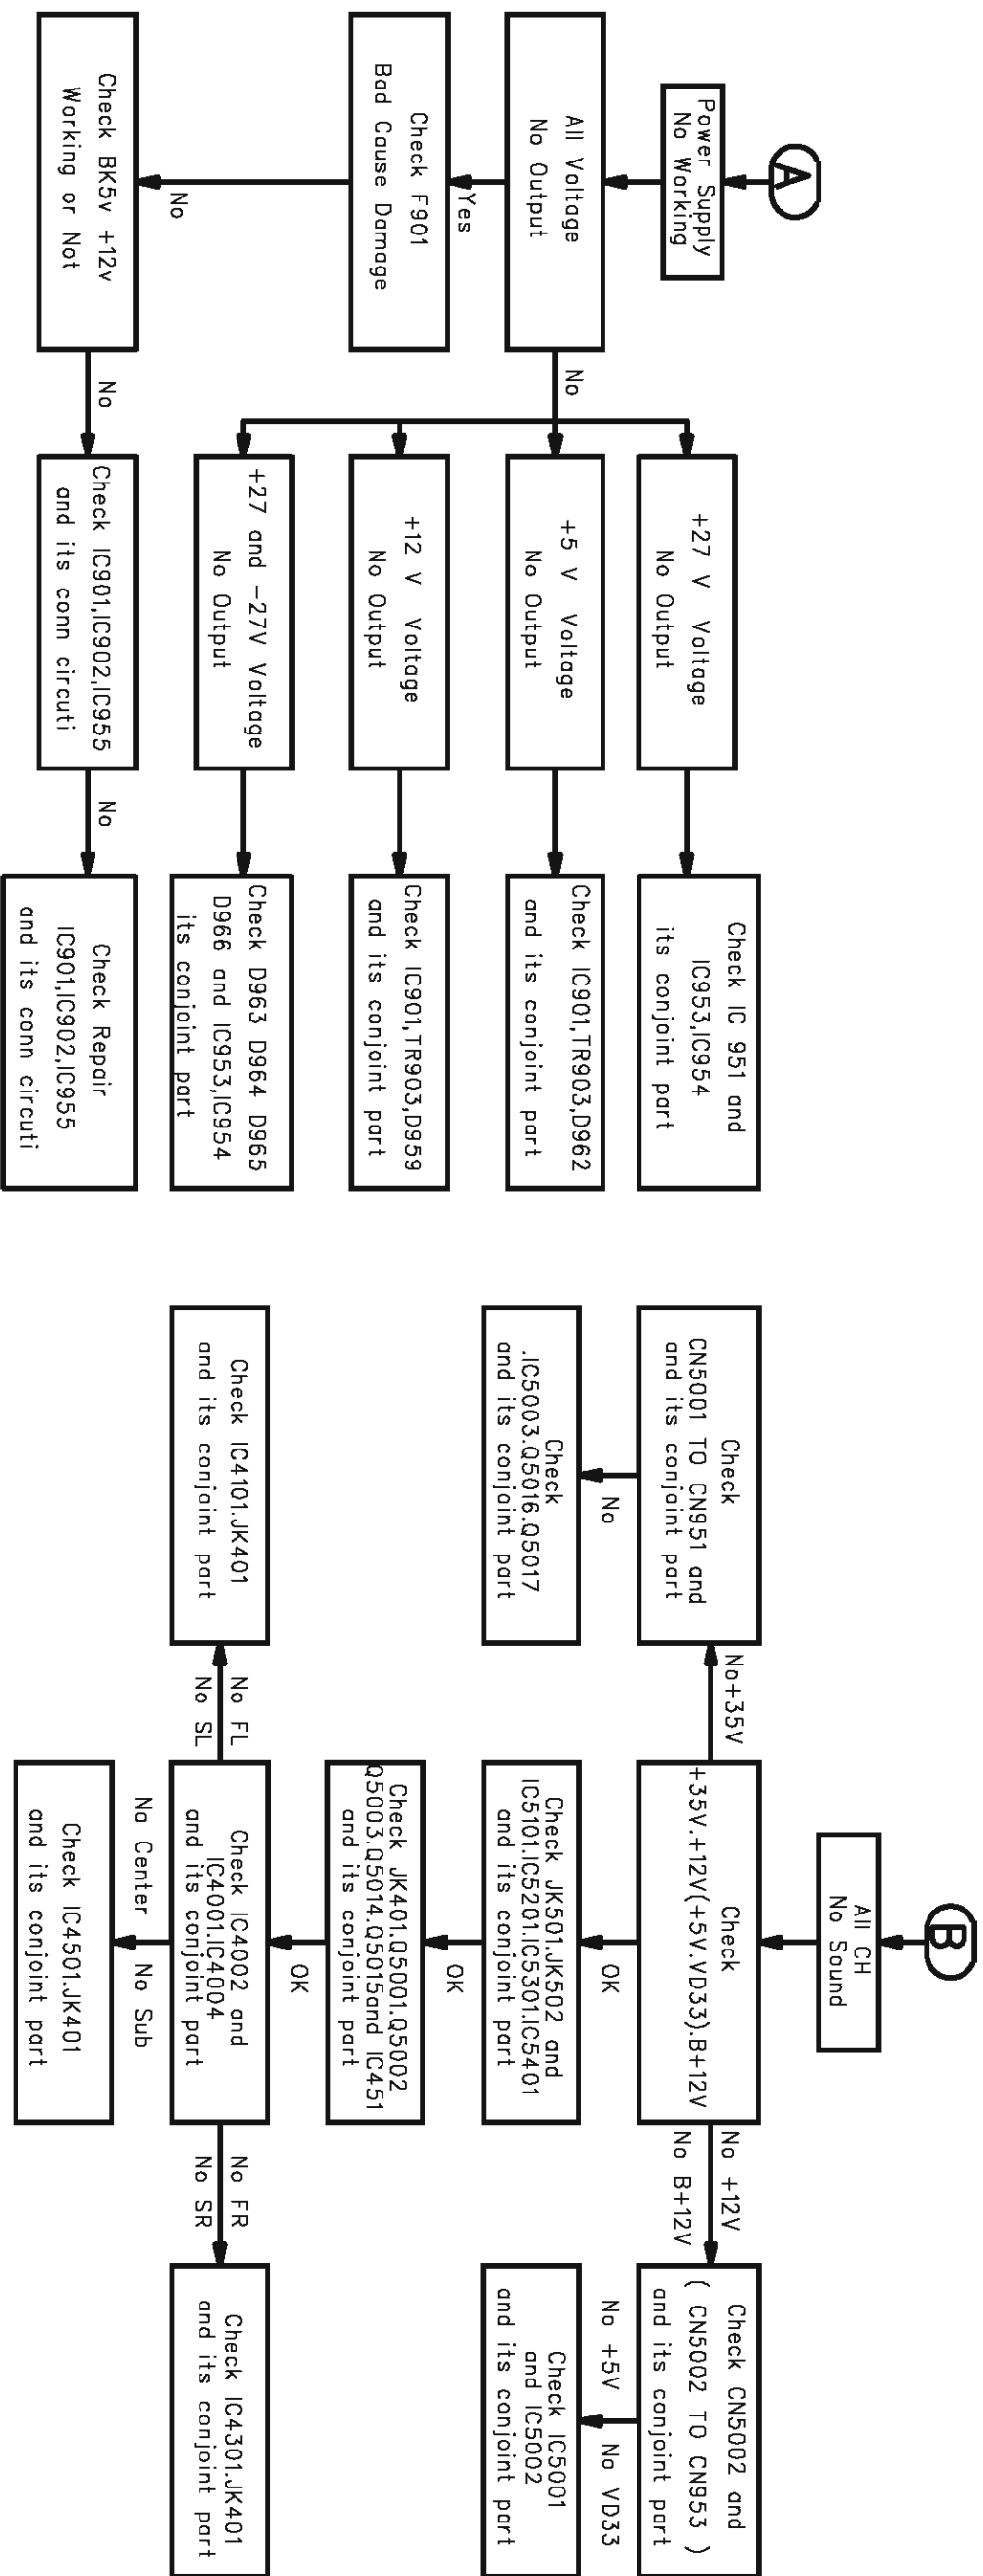 A
Power Supply
No Working
All Voltage
No Output
Yes
No
Check F901
Bad Cause Damage
No
Check BK5v +12v
Working or Not
No
+27 V Voltage
No Output
+5 V Voltage
No Output
+12 V Voltage
No Output
+27 and -27V Voltage
No Output
Check IC901,IC902,IC955
and its conn circuti
No
Check IC 951 and
IC953,IC954
its conjoint part
Check IC901,TR903,D962
and its conjoint part
Check IC901,TR903,D959
and its conjoint part
Check D963 D964 D965
D966 and IC953,IC954
its conjoint part
Check Repair
IC901,IC902,IC955
and its conn circuti
B
All CH
No Sound
Check
+35V.+12V(+5V.VD33).B+12V
No+35V
Check
CN5001 TO CN951 and
and its conjoint part
No
Check
.IC5003.Q5016.Q5017
and its conjoint part
No +12V
No B+12V
Check CN5002 and
( CN5002 TO CN953 )
and its conjoint part
No +5V No VD33
Check IC5001
and IC5002
and its conjoint part
OK
Check JK501.JK502 and
IC5101.IC5201.IC5301.IC5401
and its conjoint part
OK
Check JK401.Q5001.Q5002
Q5003.Q5014.Q5015and IC451
and its conjoint part
OK
Check IC4002 and
IC4001.IC4004
and its conjoint part
No FL
No SL
Check IC4101.JK401
and its conjoint part
No FR
No SR
Check IC4301.JK401
and its conjoint part
No Center No Sub
Check IC4501.JK401
and its conjoint part